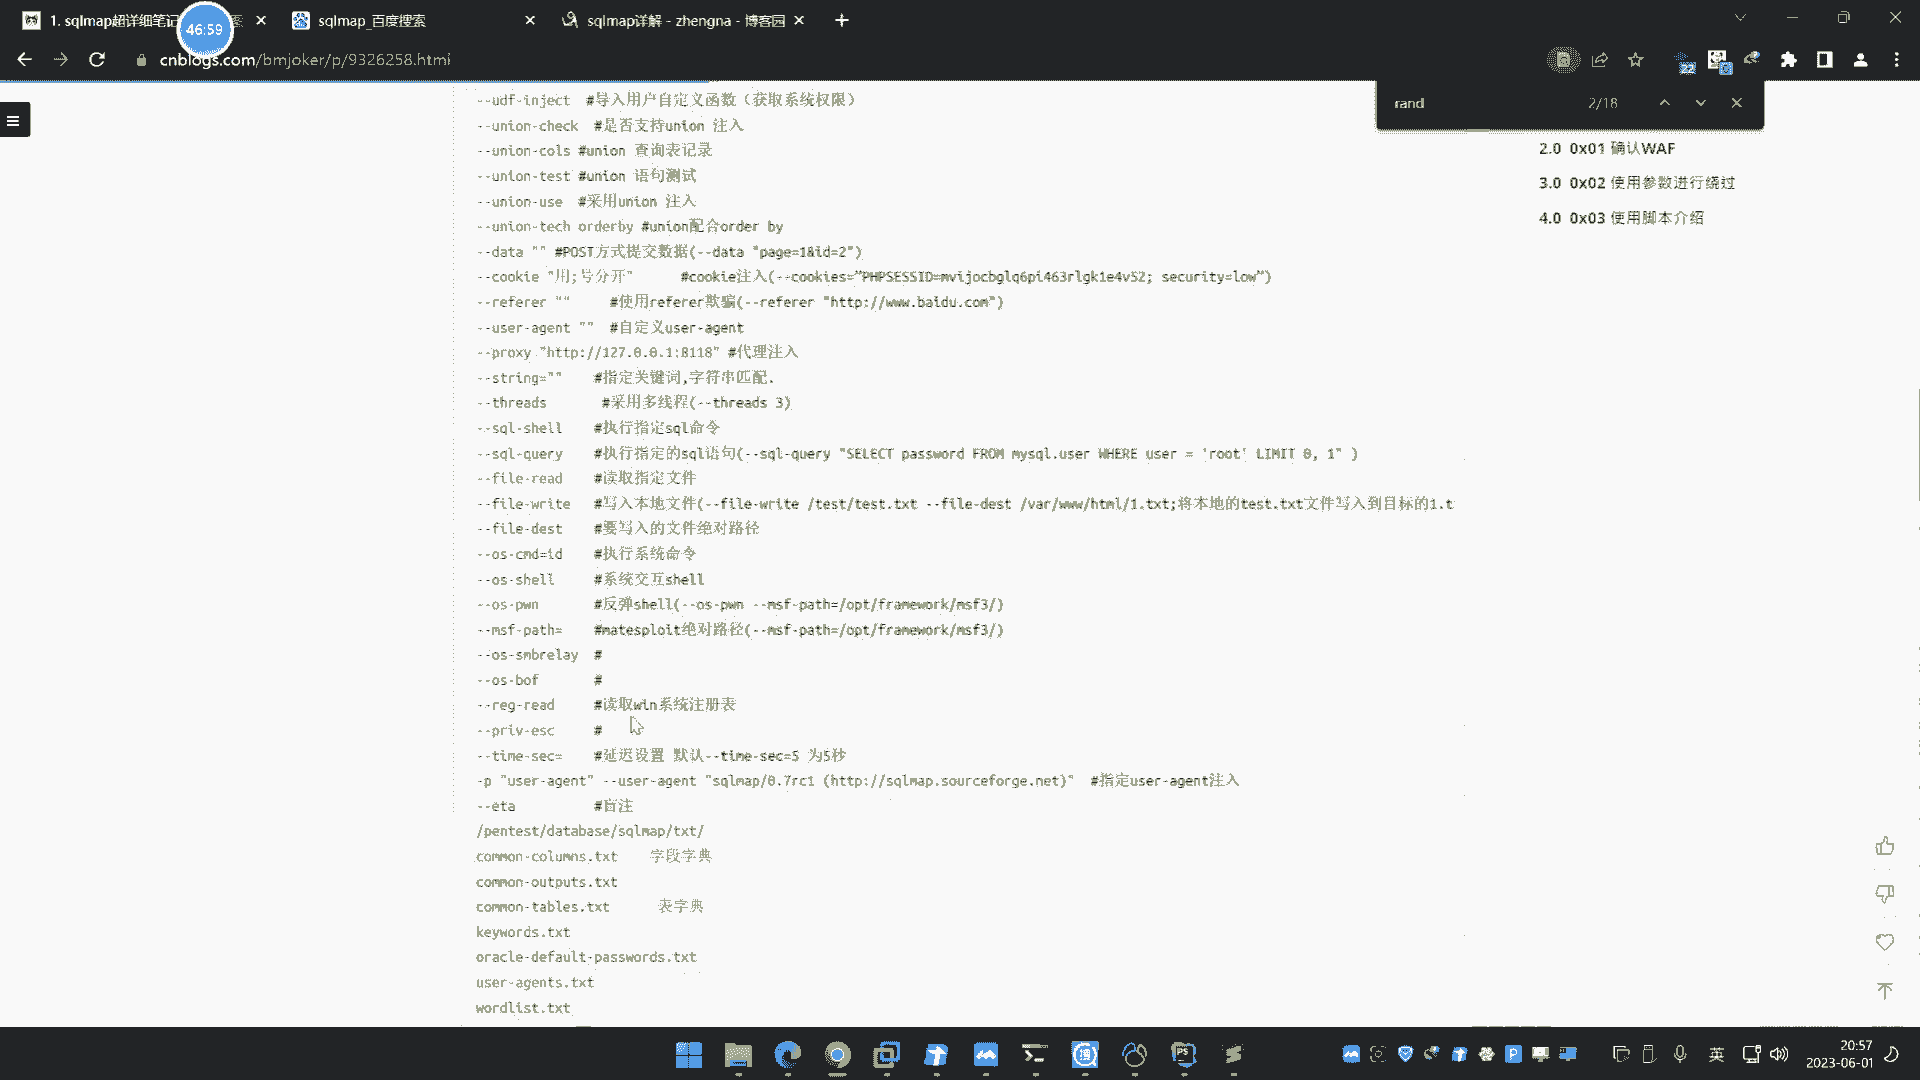 1. sqlmap超详细笔记
46:59
sqlmap_百度搜索
sqlmap详解 - zhengna - 博客园
cnblogs.com/bmjoker/p/9326258.html
22
rand 2/18
--udf-inject #导入用户自定义函数（获取系统权限）
--union-check #是否支持union 注入
--union-cols #union 查询表记录
--union-test #union 语句测试
--union-use #采用union 注入
--union-tech orderby #union配合order by
--data "" #POST方式提交数据(--data "page=1&id=2")
--cookie "用;号分开" #cookie注入(--cookies="PHPSESSID=mvijocbglq6pi463rlgk1e4v52; security=low")
--referer "" #使用referer欺骗(--referer "http://www.baidu.com")
--user-agent "" #自定义user-agent
--proxy "http://127.0.0.1:8118" #代理注入
--string="" #指定关键词,字符串匹配.
--threads #采用多线程(--threads 3)
--sql-shell #执行指定sql命令
--sql-query #执行指定的sql语句(--sql-query "SELECT password FROM mysql.user WHERE user = 'root' LIMIT 0, 1" )
--file-read #读取指定文件
--file-write #写入本地文件(--file-write /test/test.txt --file-dest /var/www/html/1.txt;将本地的test.txt文件写入到目标的1.t
--file-dest #要写入的文件绝对路径
--os-cmd=id #执行系统命令
--os-shell #系统交互shell
--os-pwn #反弹shell(--os-pwn --msf-path=/opt/framework/msf3/)
--msf-path= #matesploit绝对路径(--msf-path=/opt/framework/msf3/)
--os-smbrelay #
--os-bof #
--reg-read #读取win系统注册表
--priv-esc #
--time-sec= #延迟设置 默认--time-sec=5 为5秒
-p "user-agent" --user-agent "sqlmap/0.7rc1 (http://sqlmap.sourceforge.net)" #指定user-agent注入
--eta #盲注
/pentest/database/sqlmap/txt/
common-columns.txt 字段字典
common-outputs.txt
common-tables.txt 表字典
keywords.txt
oracle-default-passwords.txt
user-agents.txt
wordlist.txt
2.0 0x01 确认WAF
3.0 0x02 使用参数进行绕过
4.0 0x03 使用脚本介绍
英
20:57
2023-06-01